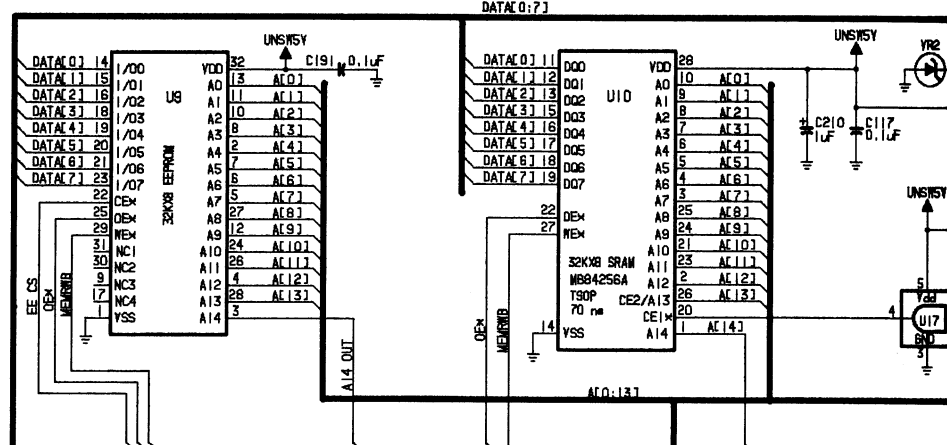 DATA[0:7]
UNSW5V
C191 0.1uF
DATA[0] 14 I/O0 VDD 32
DATA[1] 15 I/O1 A0 13 A[0]
DATA[2] 16 I/O2 A1 11 A[1]
DATA[3] 18 I/O3 A2 10 A[2]
DATA[4] 19 I/O4 A3 8 A[3]
DATA[5] 20 I/O5 A4 2 A[4]
DATA[6] 21 I/O6 A5 7 A[5]
DATA[7] 23 I/O7 A6 6 A[6]
22 CE* A7 5 A[7]
25 OE* A8 27 A[8]
29 WE* A9 12 A[9]
31 NC1 A10 24 A[10]
30 NC2 A11 26 A[11]
9 NC3 A12 4 A[12]
17 NC4 A13 28 A[13]
1 VSS A14 3
U9
32KX8 EEPROM
EE CS
OE*
MEMRWB
A14 OUT
DATA[0] 11 DQ0 VDD 28
DATA[1] 12 DQ1 A0 10 A[0]
DATA[2] 13 DQ2 A1 9 A[1]
DATA[3] 15 DQ3 A2 8 A[2]
DATA[4] 16 DQ4 A3 7 A[3]
DATA[5] 17 DQ5 A4 6 A[4]
DATA[6] 18 DQ6 A5 5 A[5]
DATA[7] 19 DQ7 A6 4 A[6]
A7 3 A[7]
22 OE* A8 25 A[8]
27 WE* A9 24 A[9]
A10 21 A[10]
A11 23 A[11]
A12 2 A[12]
CE2/A13 26 A[13]
CE1* 20
14 VSS A14 1 A[14]
U10
32KX8 SRAM
MB84256A
TSOP
70 ns
OE*
MEMRWB
A[0:13]
UNSW5V
VR2
C210
1uF
C117
0.1uF
UNSW5V
5
Vdd
4
U17
GND
3